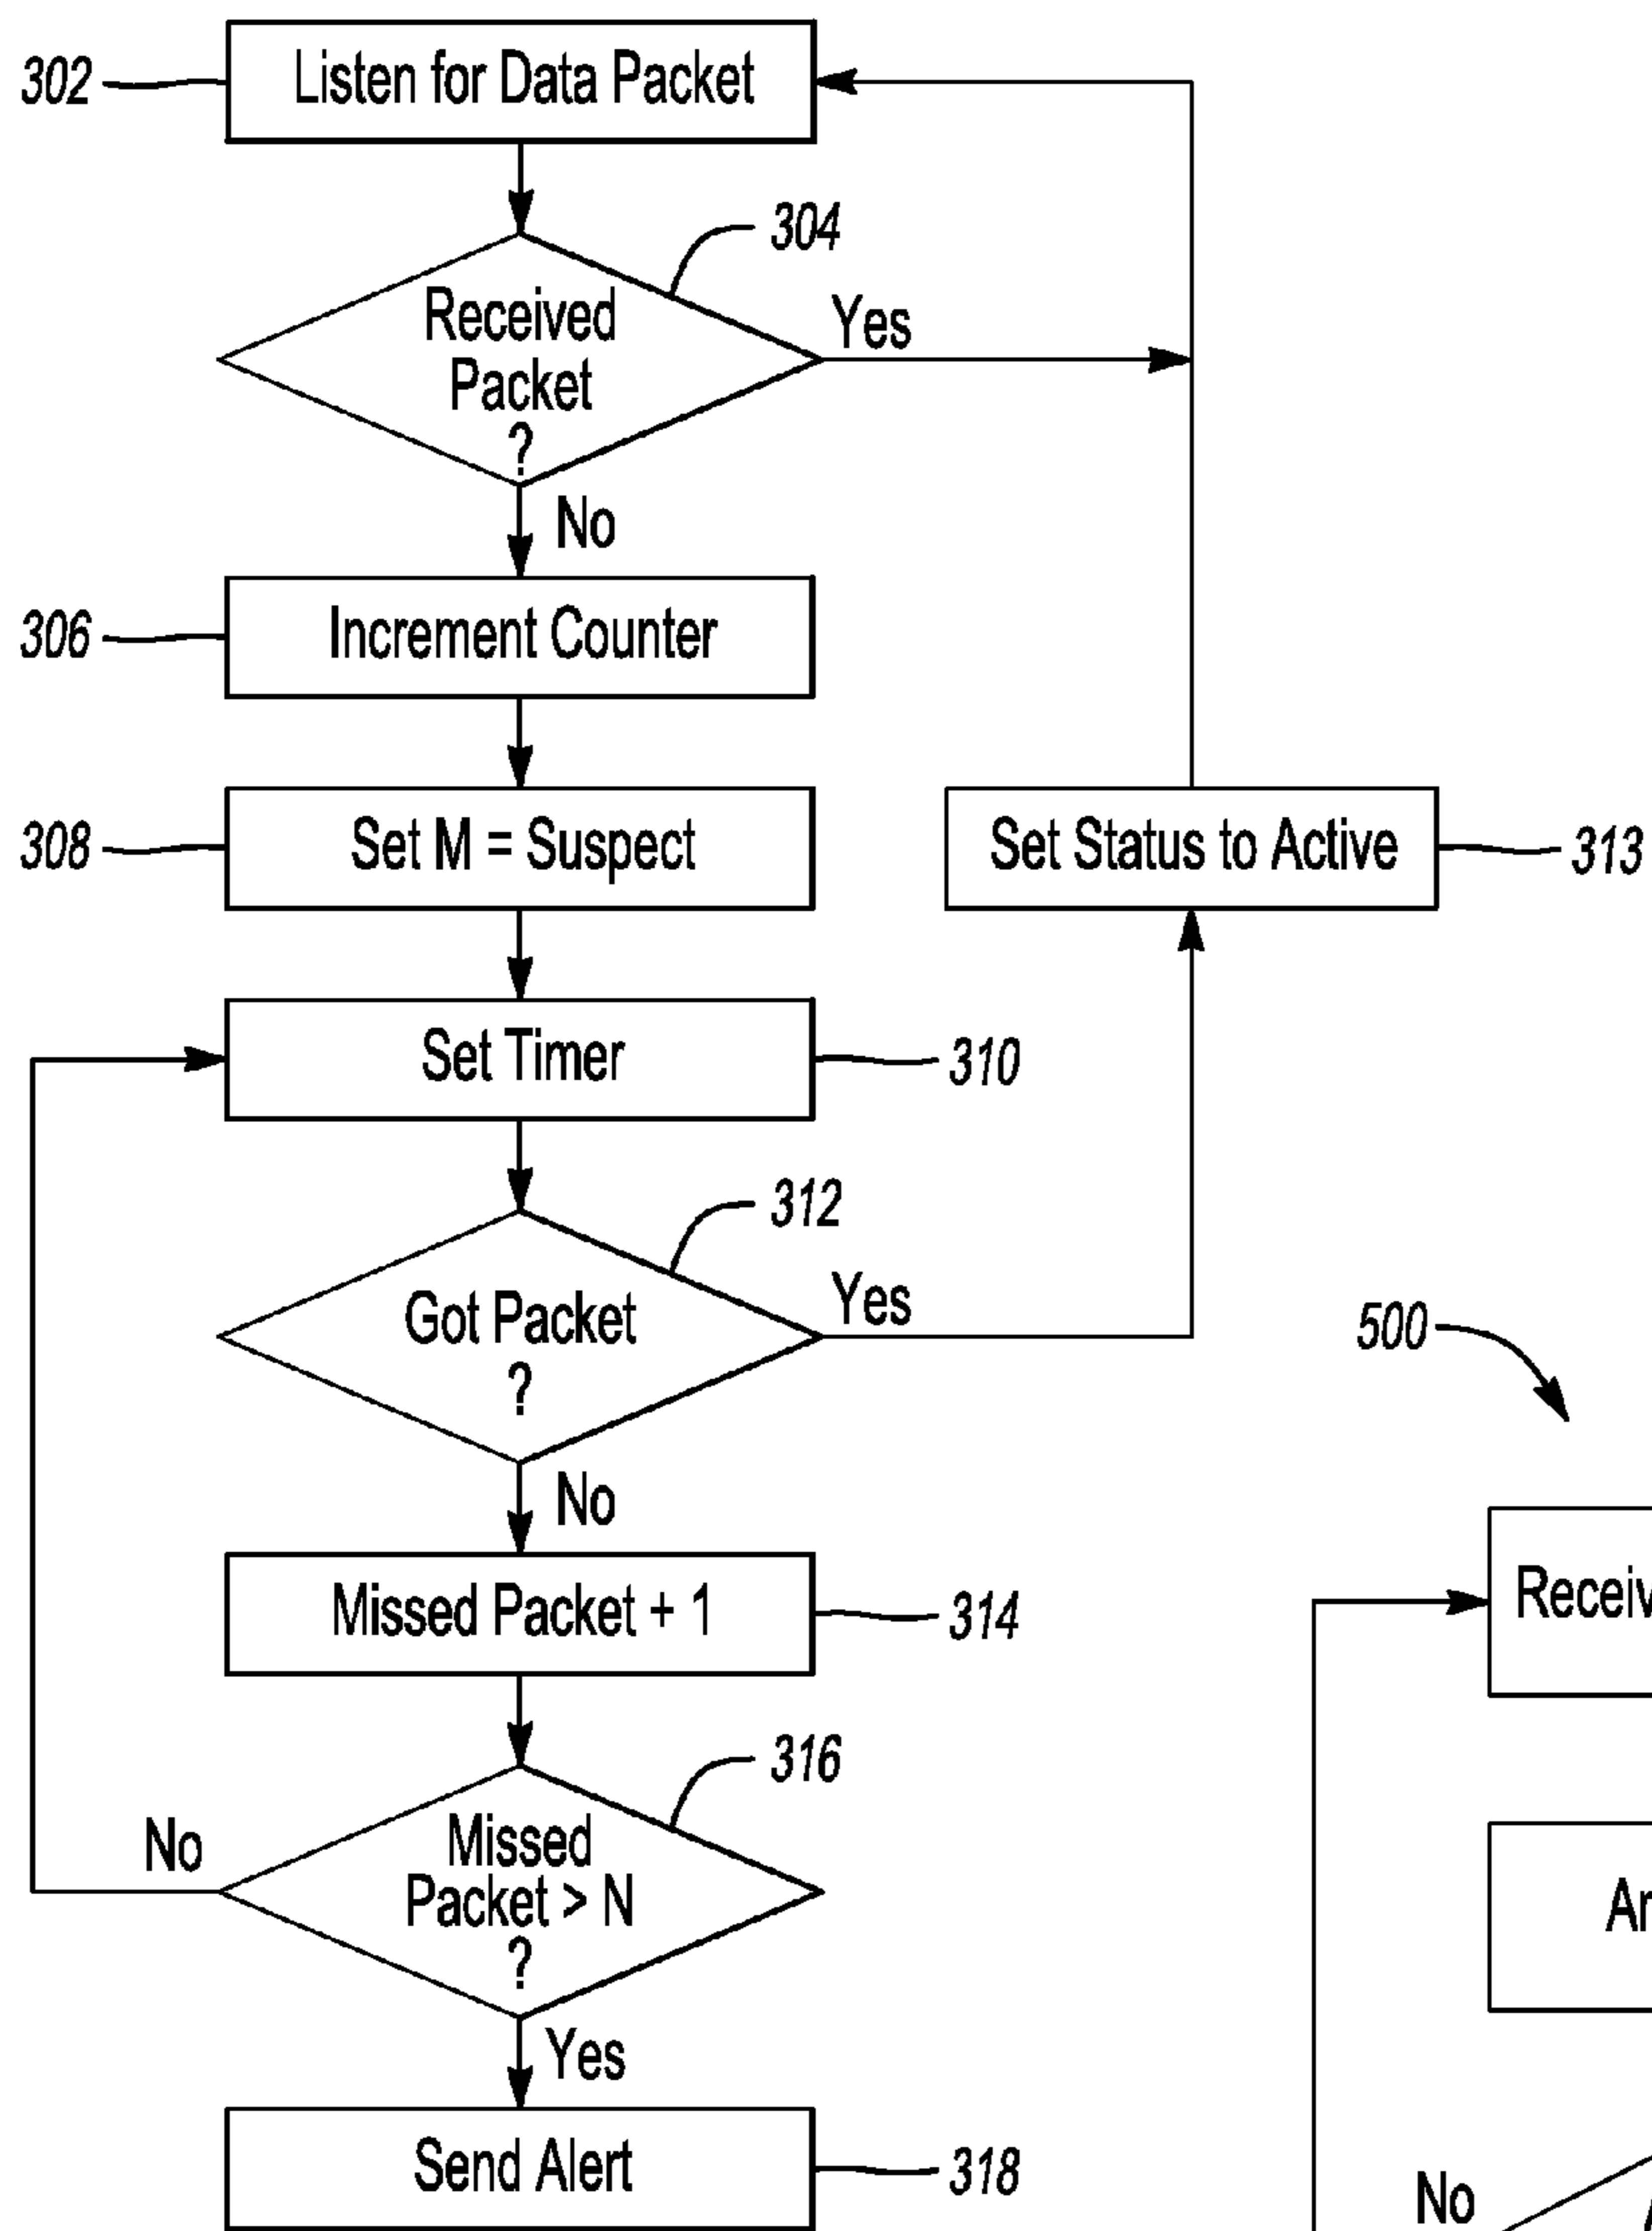 302
Listen for Data Packet
304
Received
Packet
?
Yes
No
306
Increment Counter
308
Set M = Suspect
Set Status to Active
313
Set Timer
310
312
Got Packet
?
Yes
500
No
Missed Packet + 1
314
316
No
Missed
Packet > N
?
Yes
Send Alert
318
No